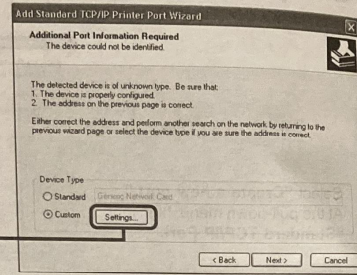 Add Standard TCP/IP Printer Port Wizard
Additional Port Information Required
The device could not be identified.
The detected device is of unknown type. Be sure that:
1. The device is properly configured.
2. The address on the previous page is correct.
Either correct the address and perform another search on the network by returning to the
previous wizard page or select the device type if you are sure the address is correct.
Device Type
Standard Generic Network Card
Custom Settings...
< Back Next > Cancel